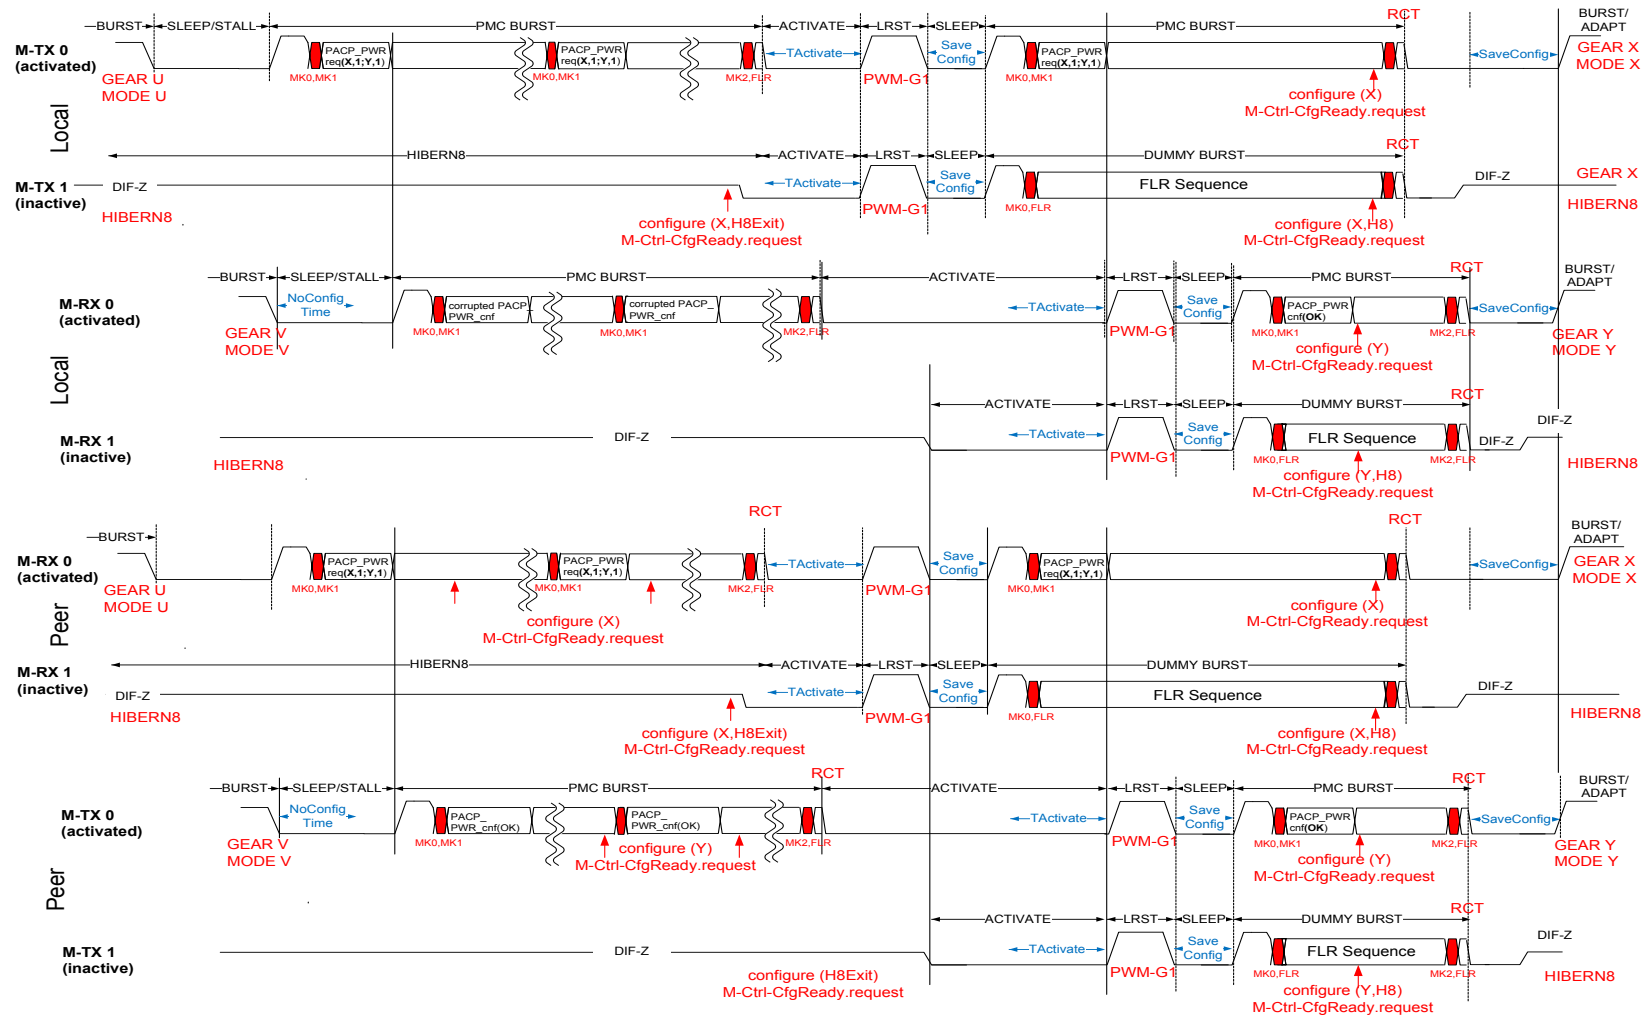 BURST SLEEP/STALL PMC BURST ACTIVATE LRST SLEEP PMC BURST RCT BURST/
ADAPT
M-TX 0
(activated)
PACP_PWR
req(X,1;Y,1)
PACP_PWR
req(X,1;Y,1)
TActivate
Save
Config
PACP_PWR
req(X,1;Y,1)
SaveConfig
GEAR X
MODE X
GEAR U
MODE U
MK0,MK1
MK0,MK1
MK2,FLR
PWM-G1
MK0,MK1
configure (X)
M-Ctrl-CfgReady.request
Local
HIBERN8 ACTIVATE LRST SLEEP DUMMY BURST RCT
M-TX 1
(inactive)
DIF-Z
TActivate
Save
Config
FLR Sequence
DIF-Z
GEAR X
HIBERN8
PWM-G1
MK0,FLR
HIBERN8
configure (X,H8Exit)
M-Ctrl-CfgReady.request
configure (X,H8)
M-Ctrl-CfgReady.request
BURST SLEEP/STALL PMC BURST ACTIVATE LRST SLEEP PMC BURST RCT BURST/
ADAPT
M-RX 0
(activated)
NoConfig
Time
corrupted PACP_
PWR_cnf
corrupted PACP_
PWR_cnf
TActivate
Save
Config
PACP_PWR
cnf(OK)
SaveConfig
GEAR V
MODE V
MK0,MK1
MK0,MK1
MK2,FLR
PWM-G1
MK0,MK1
MK2,FLR
GEAR Y
MODE Y
configure (Y)
M-Ctrl-CfgReady.request
Local
ACTIVATE LRST SLEEP DUMMY BURST RCT
M-RX 1
(inactive)
DIF-Z
TActivate
Save
Config
FLR Sequence
DIF-Z
DIF-Z
HIBERN8
PWM-G1
MK0,FLR
MK2,FLR
HIBERN8
configure (Y,H8)
M-Ctrl-CfgReady.request
BURST RCT RCT BURST/
ADAPT
M-RX 0
(activated)
PACP_PWR
req(X,1;Y,1)
PACP_PWR
req(X,1;Y,1)
TActivate
Save
Config
PACP_PWR
req(X,1;Y,1)
SaveConfig
GEAR X
MODE X
GEAR U
MODE U
MK0,MK1
MK0,MK1
MK2,FLR
PWM-G1
MK0,MK1
configure (X)
M-Ctrl-CfgReady.request
configure (X)
M-Ctrl-CfgReady.request
Peer
HIBERN8 ACTIVATE LRST SLEEP DUMMY BURST
M-RX 1
(inactive)
DIF-Z
TActivate
Save
Config
FLR Sequence
DIF-Z
HIBERN8
PWM-G1
MK0,FLR
HIBERN8
configure (X,H8Exit)
M-Ctrl-CfgReady.request
configure (X,H8)
M-Ctrl-CfgReady.request
BURST SLEEP/STALL PMC BURST RCT ACTIVATE LRST SLEEP PMC BURST RCT BURST/
ADAPT
M-TX 0
(activated)
NoConfig
Time
PACP_
PWR_cnf(OK)
PACP_
PWR_cnf(OK)
TActivate
Save
Config
PACP_PWR
cnf(OK)
SaveConfig
GEAR V
MODE V
MK0,MK1
configure (Y)
M-Ctrl-CfgReady.request
MK2,FLR
PWM-G1
MK0,MK1
MK2,FLR
GEAR Y
MODE Y
configure (Y)
M-Ctrl-CfgReady.request
Peer
ACTIVATE LRST SLEEP DUMMY BURST RCT
M-TX 1
(inactive)
DIF-Z
TActivate
Save
Config
FLR Sequence
DIF-Z
HIBERN8
PWM-G1
MK0,FLR
MK2,FLR
configure (H8Exit)
M-Ctrl-CfgReady.request
configure (Y,H8)
M-Ctrl-CfgReady.request